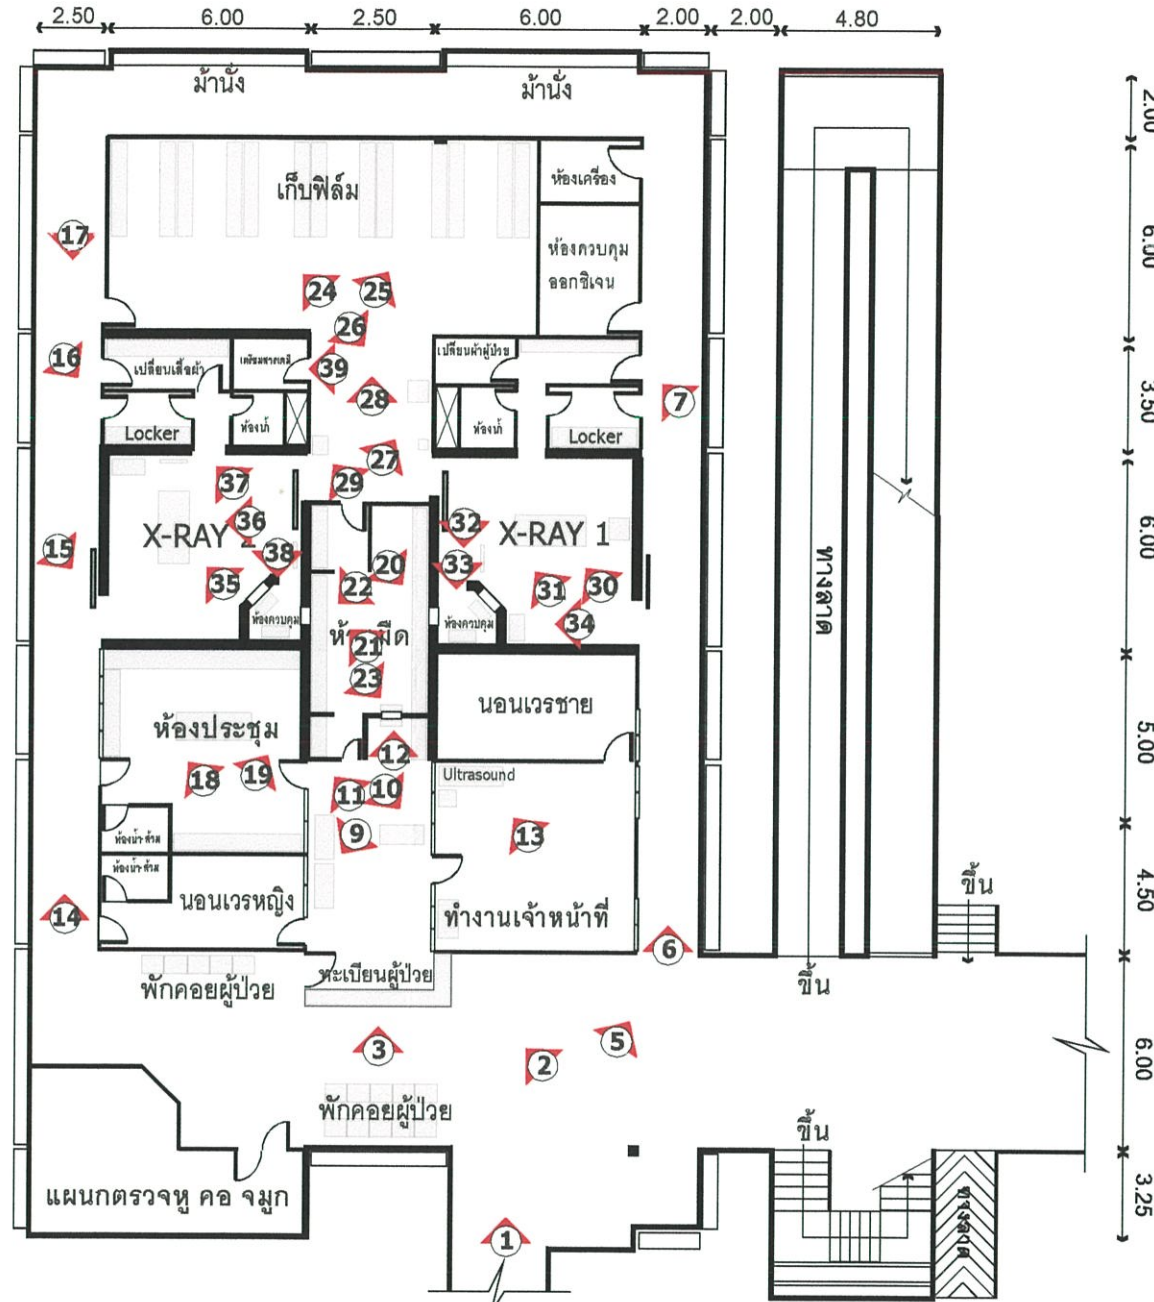 2.50 6.00 2.50 6.00 2.00 2.00 4.80
ม้านั่ง ม้านั่ง
2.00
เก็บฟิล์ม
ห้องเครื่อง
17
ห้องควบคุม
ออกซิเจน
6.00
24 25
26
16 เปลี่ยนเสื้อผ้า 39 เปลี่ยนผ้าผู้ป่วย
28 7
3.50
Locker ห้องน้ำ ห้องน้ำ Locker
27
37 29
36 32
X-RAY 2 X-RAY 1
15 38 20 33
35 22 31 30
6.00
ทางลาด
ห้องควบคุม ห้องมืด ห้องควบคุม 34
21
23
นอนเวรชาย
ห้องประชุม
12
5.00
18 19 11 10 Ultrasound
9 13
ห้องน้ำ-ส้วม
ห้องน้ำ-ส้วม
ขึ้น
4.50
นอนเวรหญิง
14 ทำงานเจ้าหน้าที่
6
ทะเบียนผู้ป่วย
พักคอยผู้ป่วย ขึ้น
3 2 5
6.00
พักคอยผู้ป่วย ขึ้น
แผนกตรวจหู คอ จมูก
ทางลาด
3.25
1